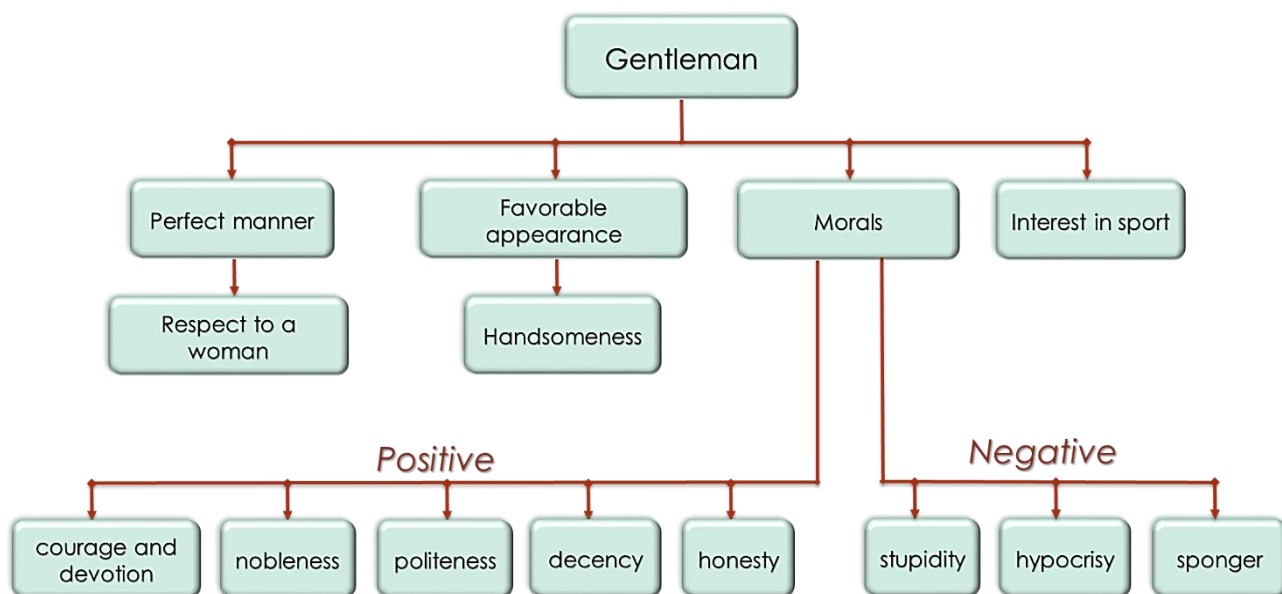 Gentleman
Perfect manner
Favorable
appearance
Morals
Interest in sport
Respect to a
woman
Handsomeness
Positive
Negative
courage and
devotion
nobleness
politeness
decency
honesty
stupidity
hypocrisy
sponger